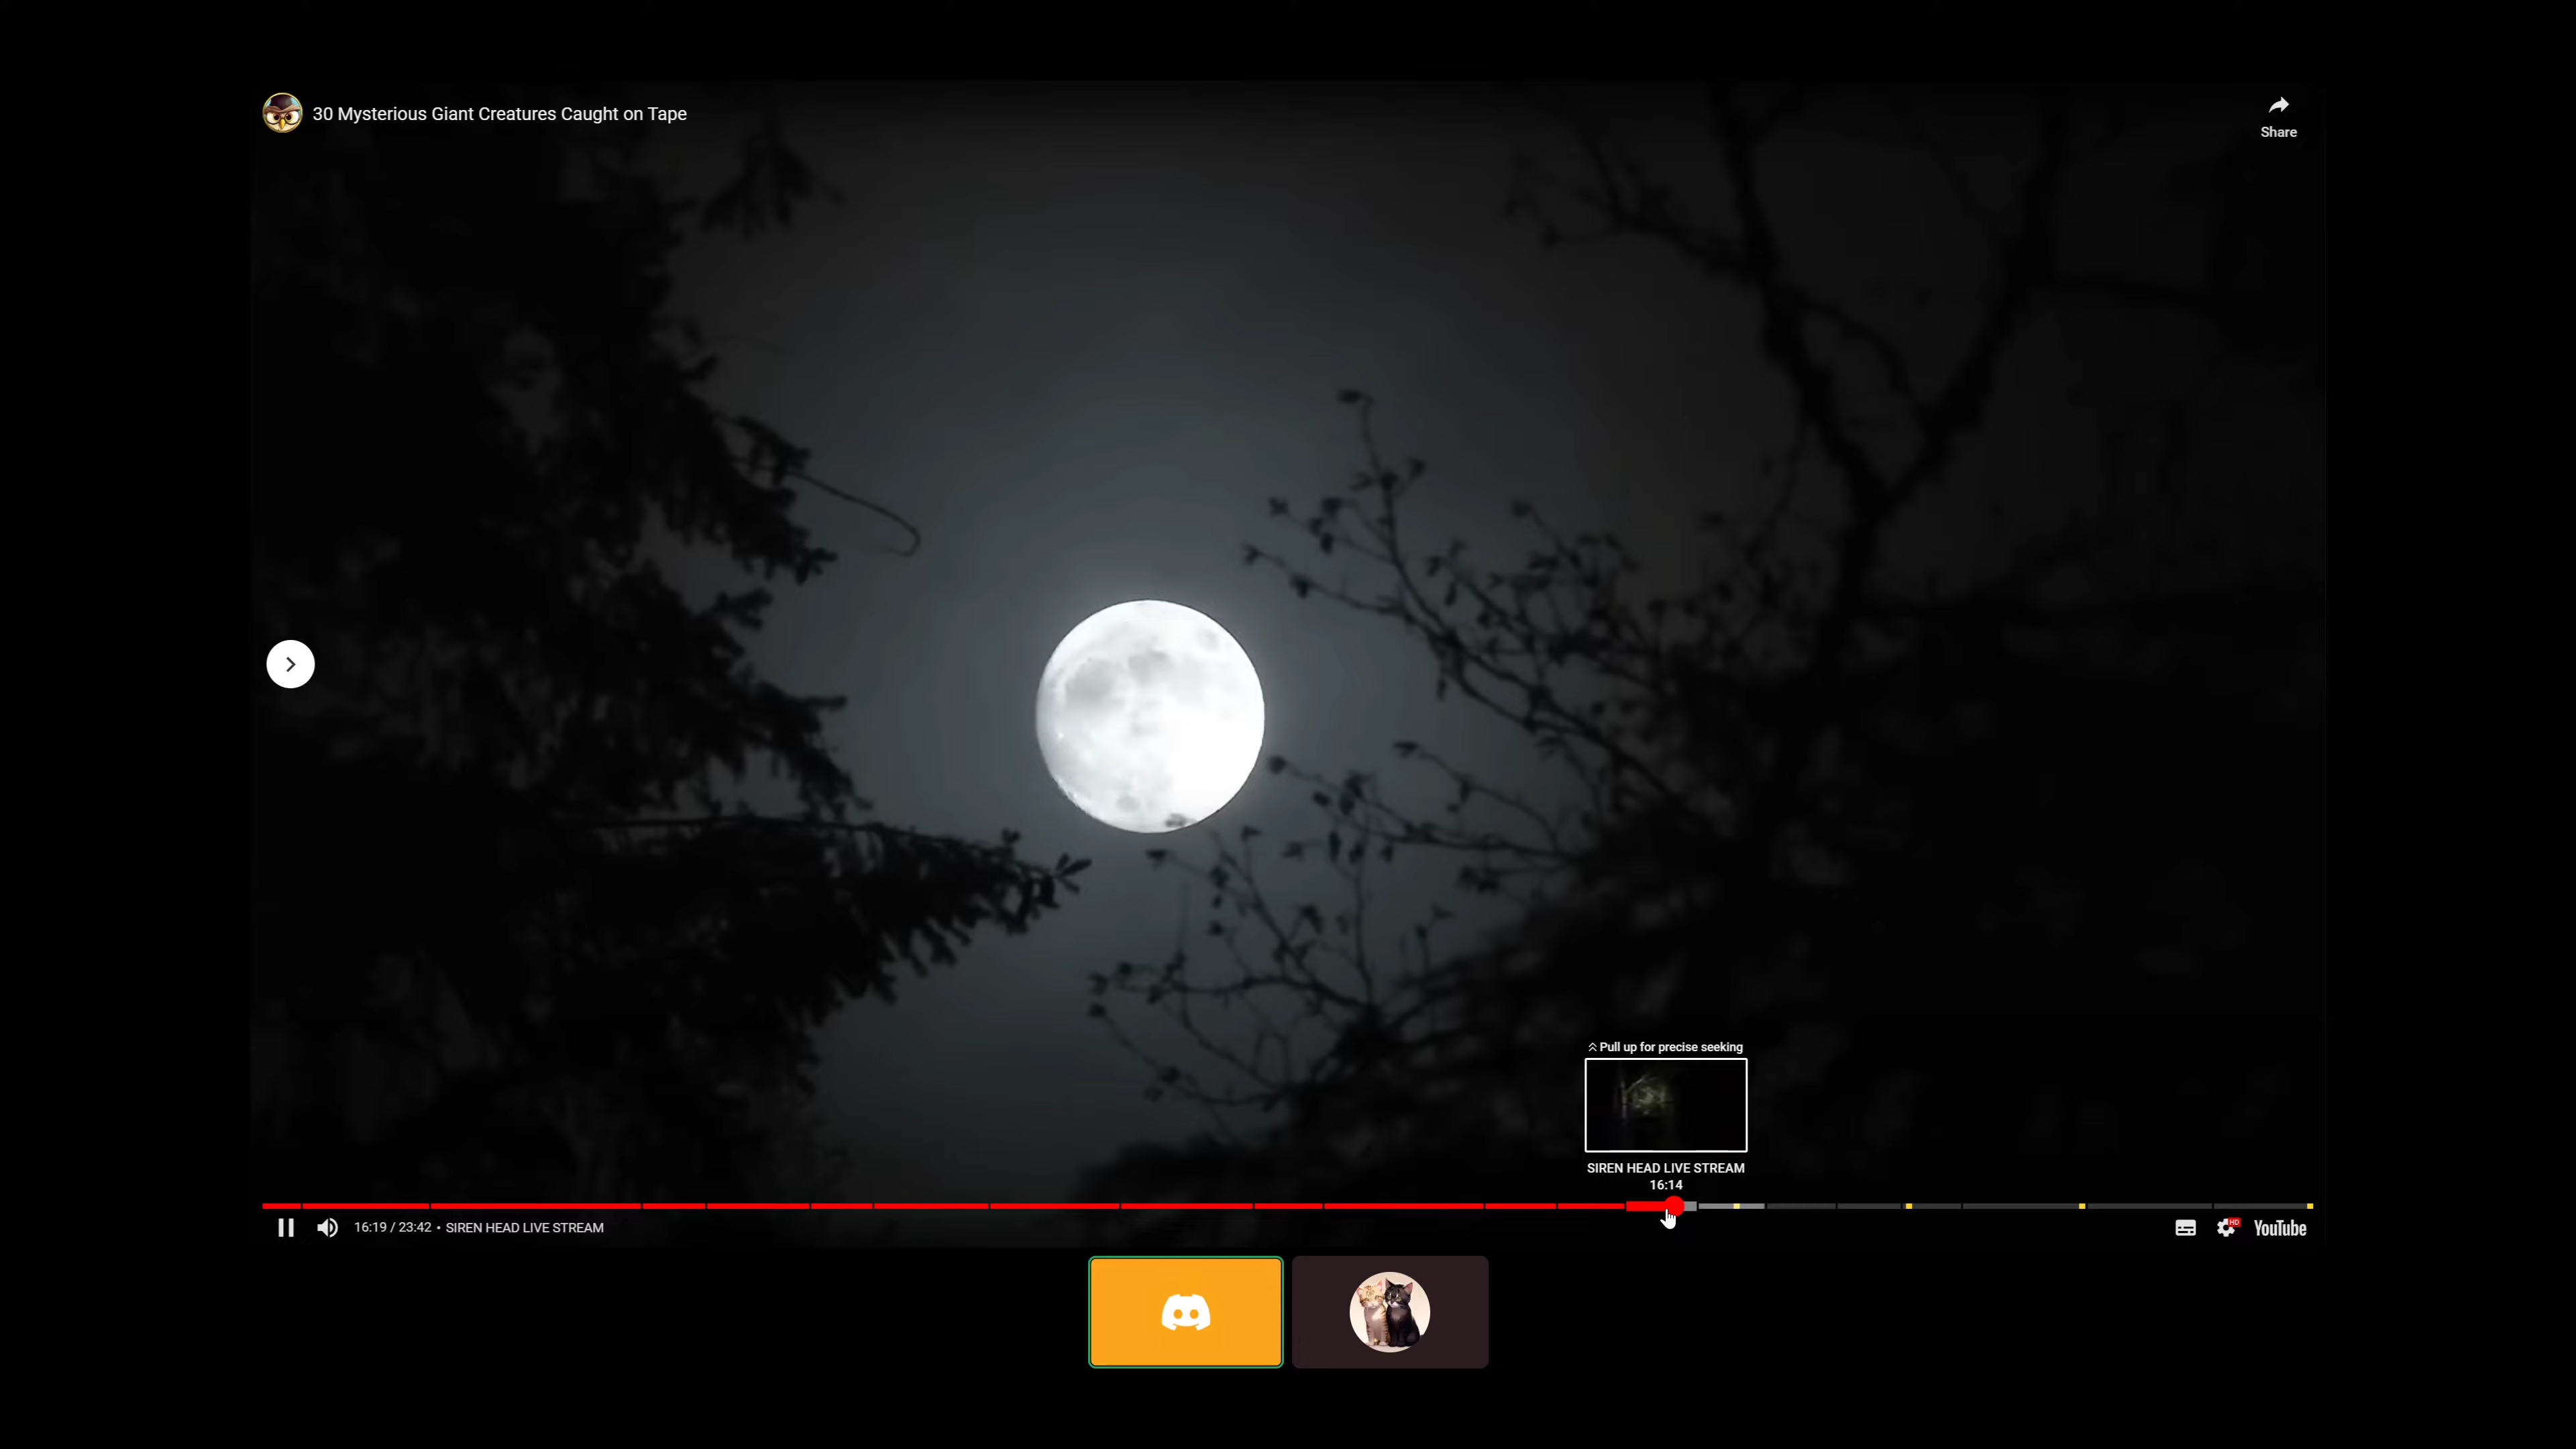 30 Mysterious Giant Creatures Caught on Tape
Share
Pull up for precise seeking
SIREN HEAD LIVE STREAM
16:14
16:19 / 23:42 • SIREN HEAD LIVE STREAM
HD
YouTube